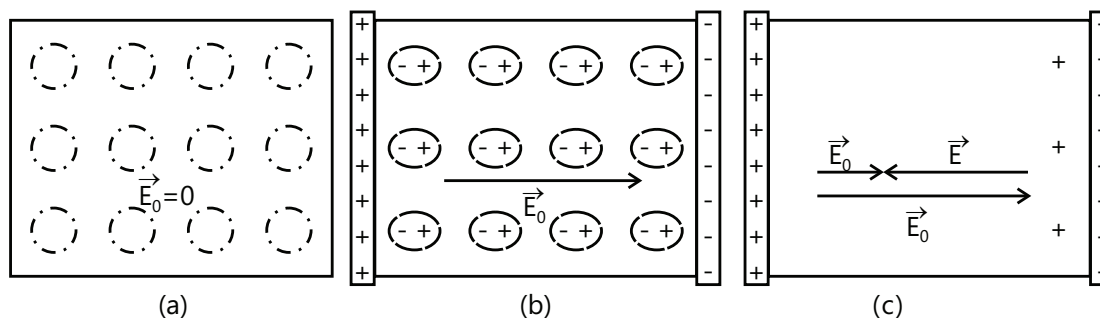 + + + + + + + +
- - - - - - - -
- + - + - + - +
- + - + - + - +
- + - + - + - +
E₀=0
E₀
+ + + + + + + +
- - - - - - - -
+
+
+
E₀ E
E₀
(a) (b) (c)